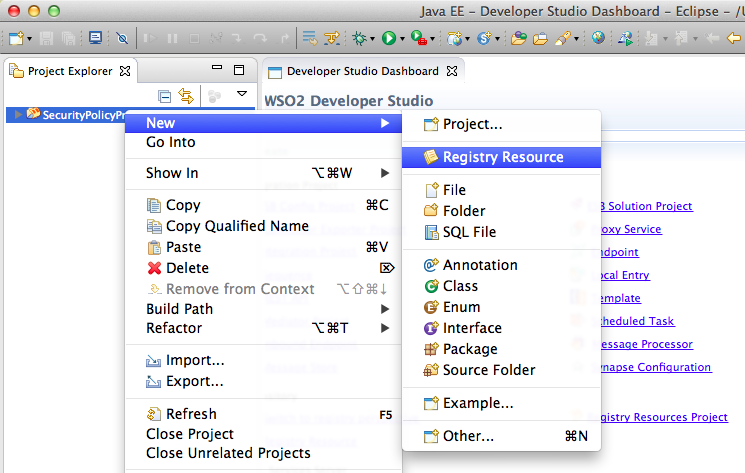 Java EE – Developer Studio Dashboard – Eclipse – /U
Project Explorer
Developer Studio Dashboard
WSO2 Developer Studio
SecurityPolicyPr
New
Go Into
Show In ⌥⌘W
Copy ⌘C
Copy Qualified Name
Paste ⌘V
Delete ⌦
Remove from Context ⌥⇧⌘↓
Build Path
Refactor ⌥⌘T
Import...
Export...
Refresh F5
Close Project
Close Unrelated Projects
Project...
Registry Resource
File
Folder
SQL File
Annotation
Class
Enum
Interface
Package
Source Folder
Example...
Other... ⌘N
B Solution Project
roxy Service
ndpoint
ocal Entry
emplate
cheduled Task
essage Processor
ynapse Configuration
egistry Resources Project